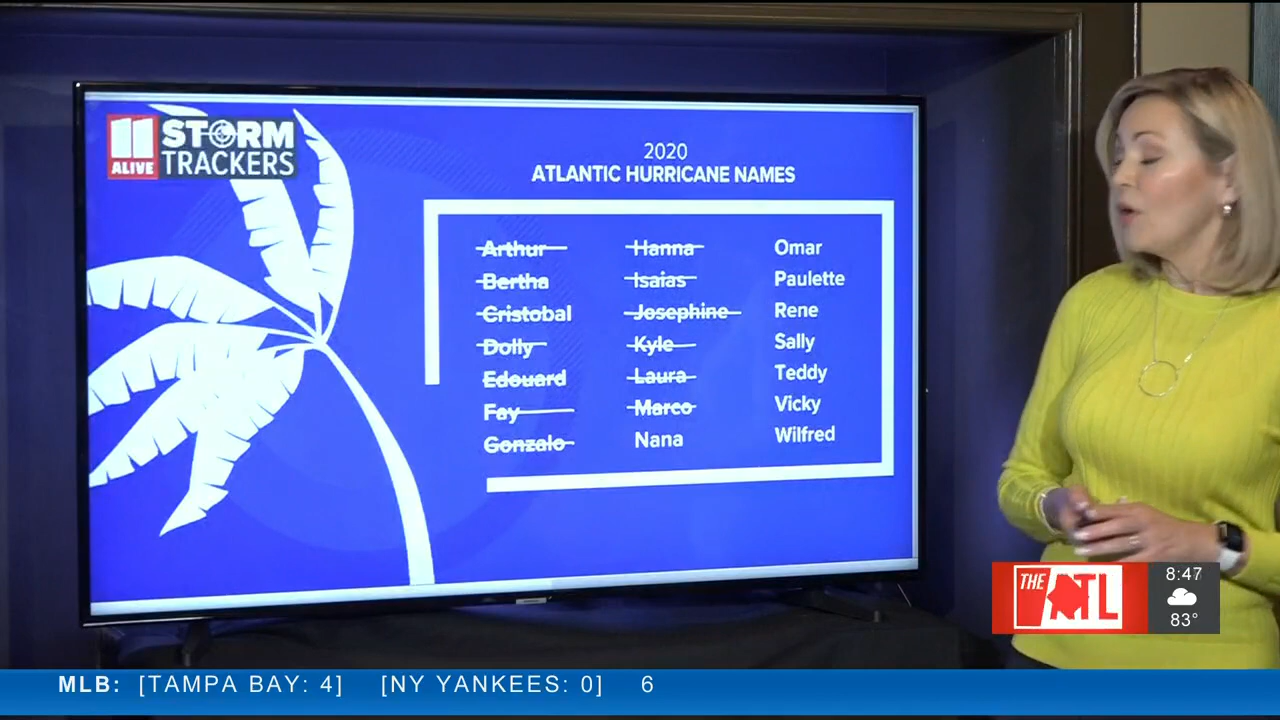 11 ALIVE
STORM
TRACKERS
2020
ATLANTIC HURRICANE NAMES
Arthur
Bertha
Cristobal
Dolly
Edouard
Fay
Gonzalo
Hanna
Isaias
Josephine
Kyle
Laura
Marco
Nana
Omar
Paulette
Rene
Sally
Teddy
Vicky
Wilfred
THE ATL
8:47
83°
MLB: [TAMPA BAY: 4] [NY YANKEES: 0] 6